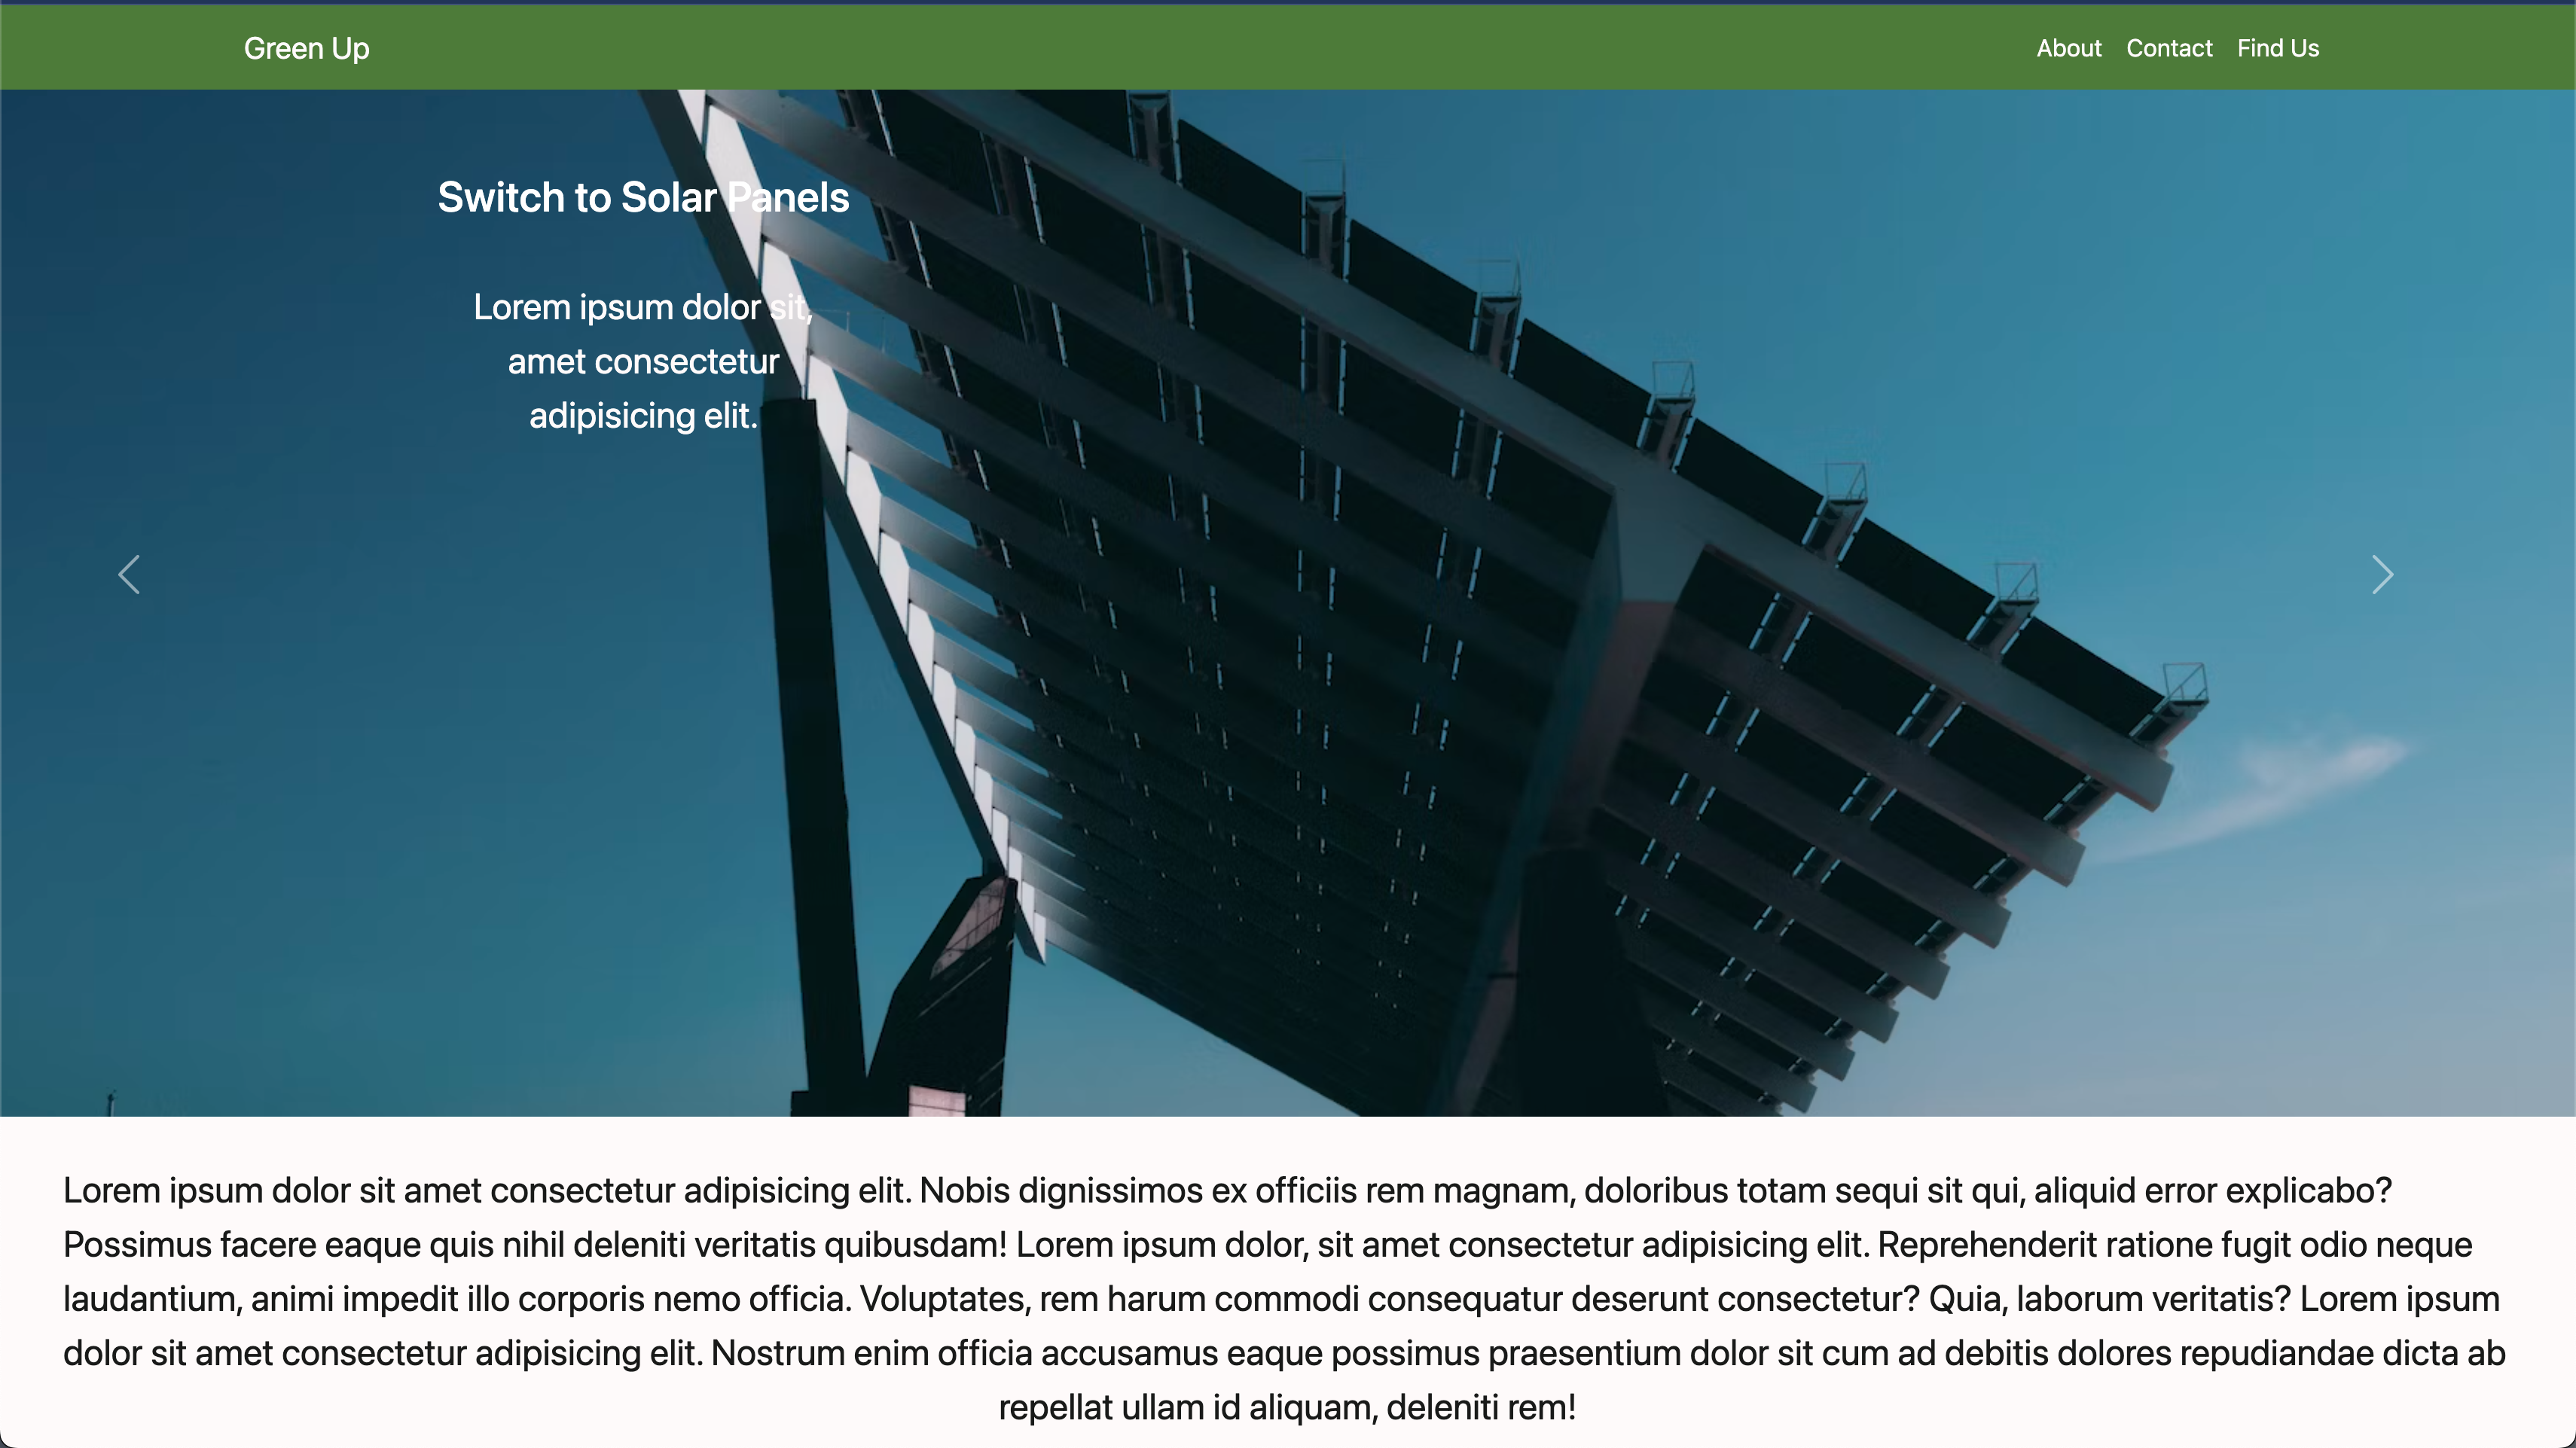 Green Up
About Contact Find Us
Switch to Solar Panels
Lorem ipsum dolor sit,
amet consectetur
adipisicing elit.
Lorem ipsum dolor sit amet consectetur adipisicing elit. Nobis dignissimos ex officiis rem magnam, doloribus totam sequi sit qui, aliquid error explicabo?
Possimus facere eaque quis nihil deleniti veritatis quibusdam! Lorem ipsum dolor, sit amet consectetur adipisicing elit. Reprehenderit ratione fugit odio neque
laudantium, animi impedit illo corporis nemo officia. Voluptates, rem harum commodi consequatur deserunt consectetur? Quia, laborum veritatis? Lorem ipsum
dolor sit amet consectetur adipisicing elit. Nostrum enim officia accusamus eaque possimus praesentium dolor sit cum ad debitis dolores repudiandae dicta ab
repellat ullam id aliquam, deleniti rem!